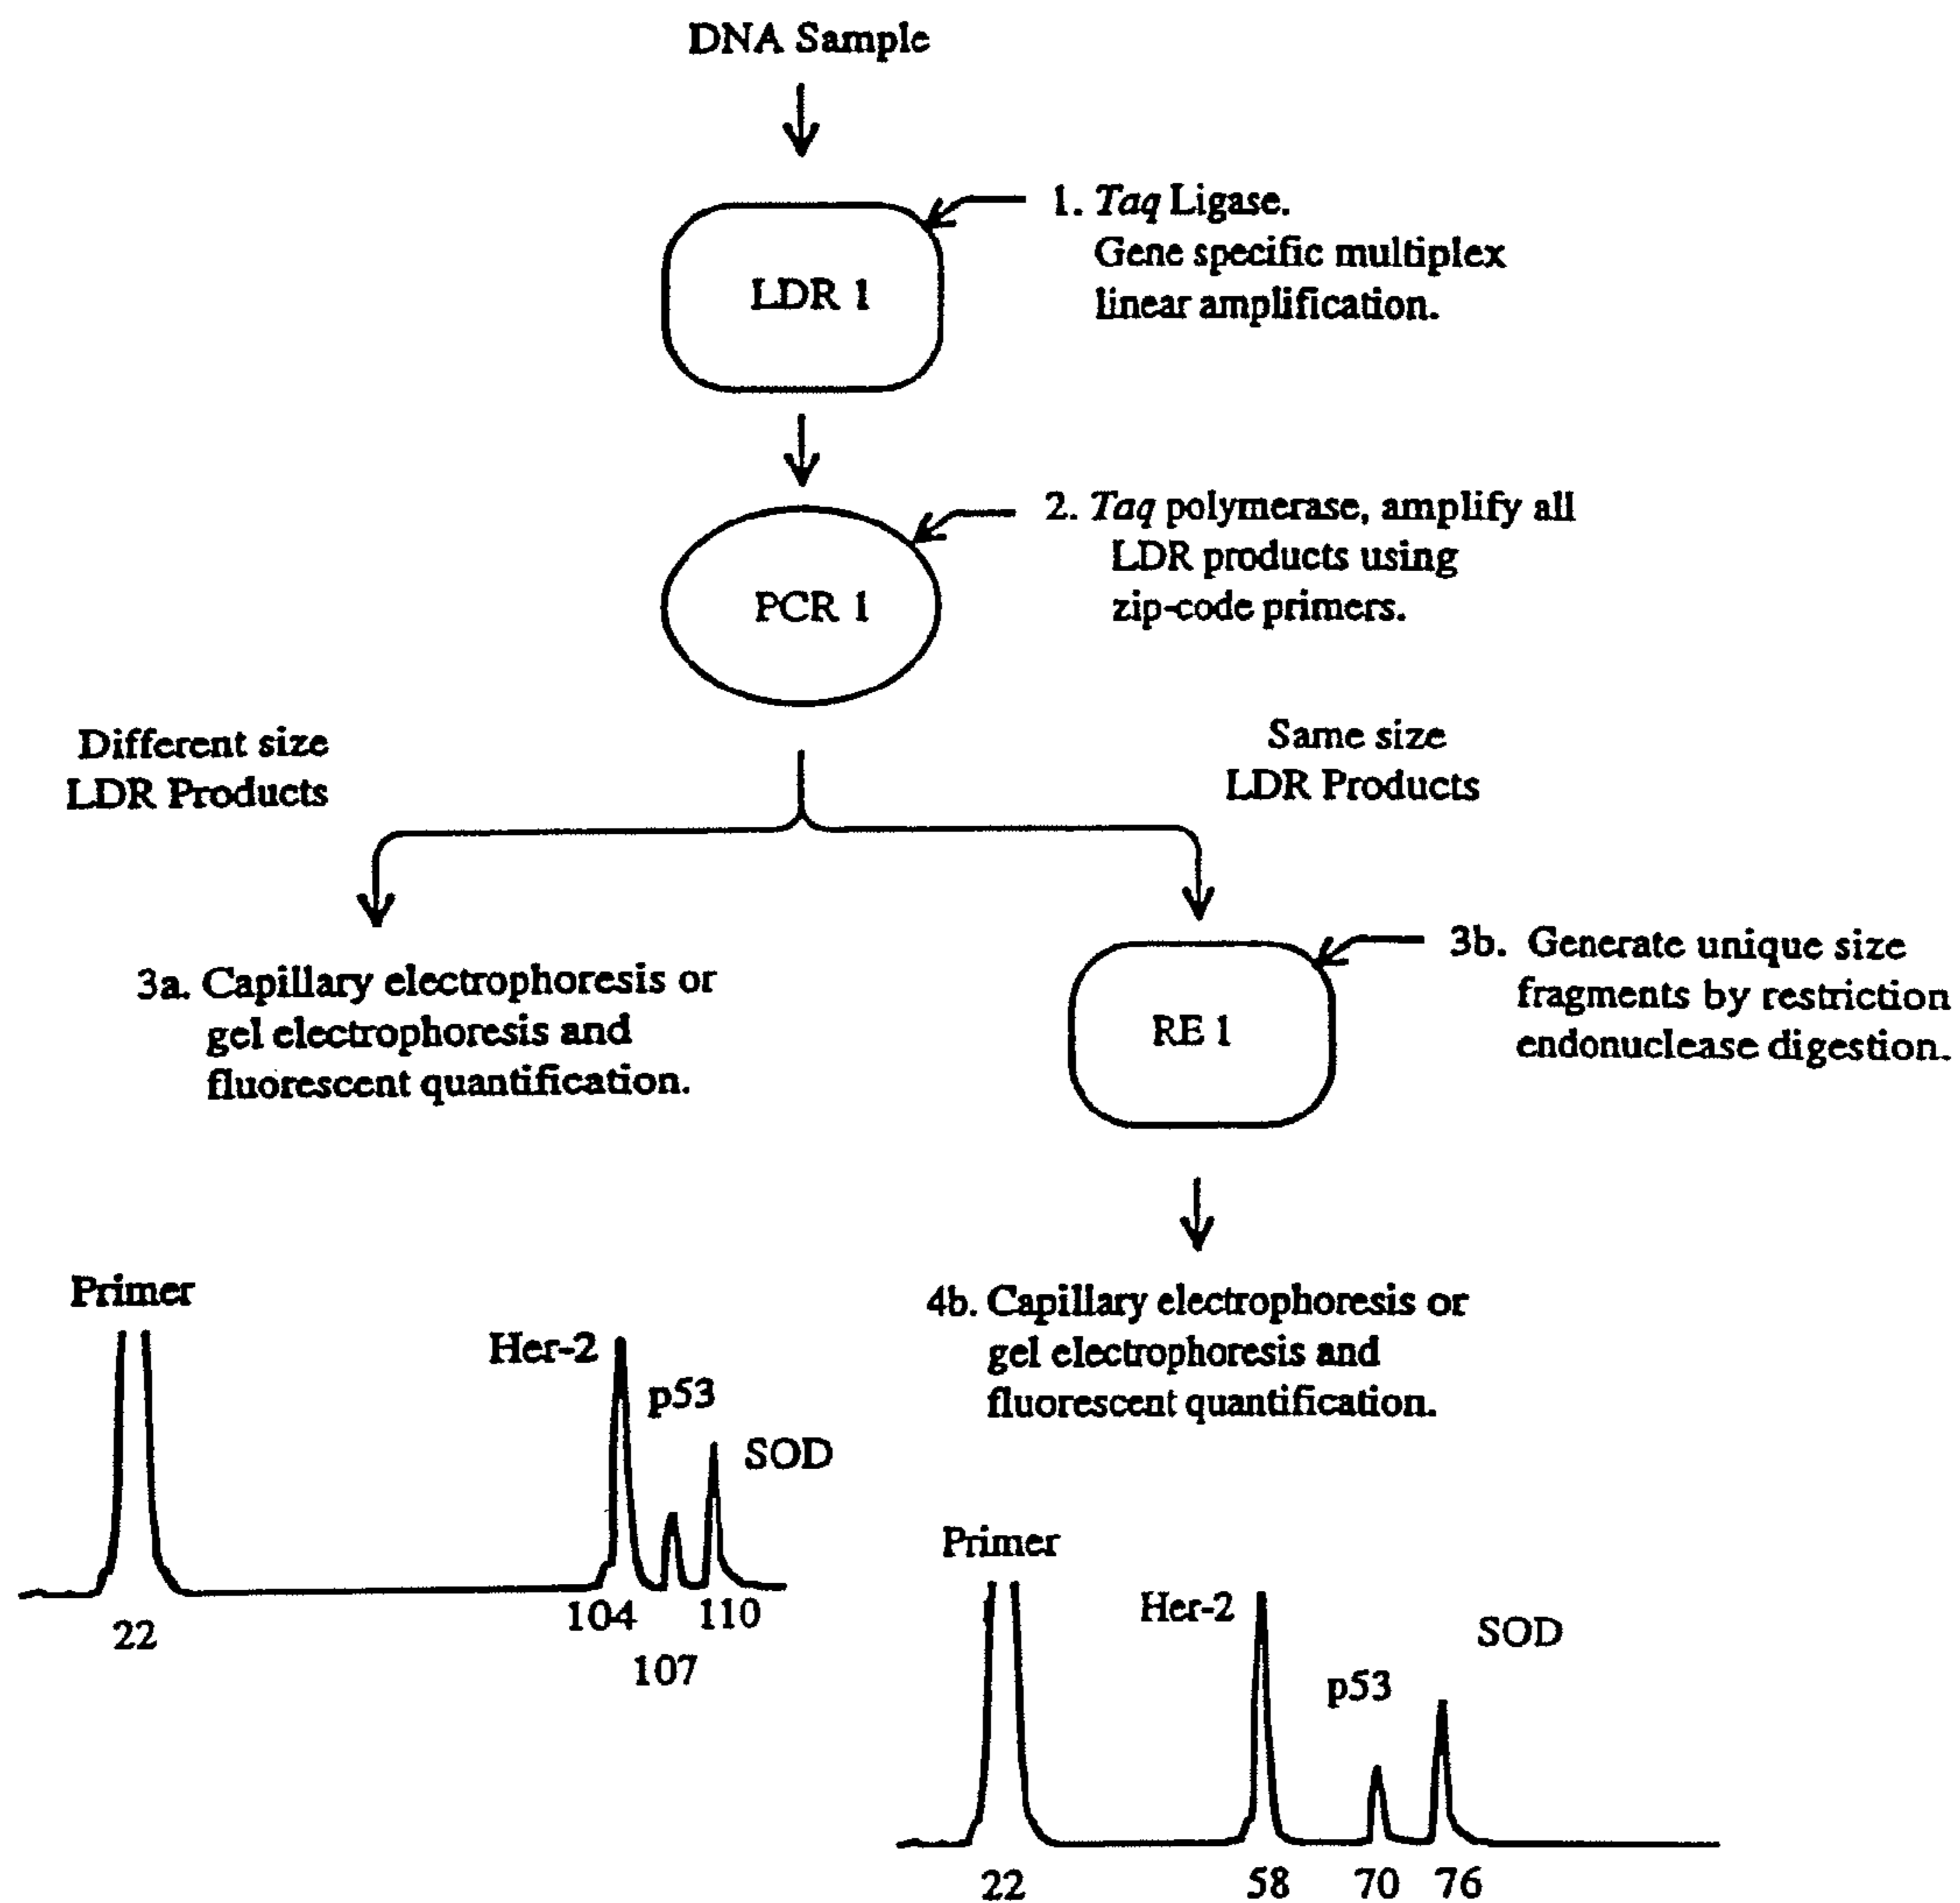 DNA Sample
1. Taq Ligase.
Gene specific multiplex
linear amplification.
LDR 1
2. Taq polymerase, amplify all
LDR products using
zip-code primers.
PCR 1
Different size
LDR Products
Same size
LDR Products
3a. Capillary electrophoresis or
gel electrophoresis and
fluorescent quantification.
3b. Generate unique size
fragments by restriction
endonuclease digestion.
RE 1
Primer
Her-2
p53
SOD
22
104
107
110
4b. Capillary electrophoresis or
gel electrophoresis and
fluorescent quantification.
Primer
Her-2
p53
SOD
22
58
70
76